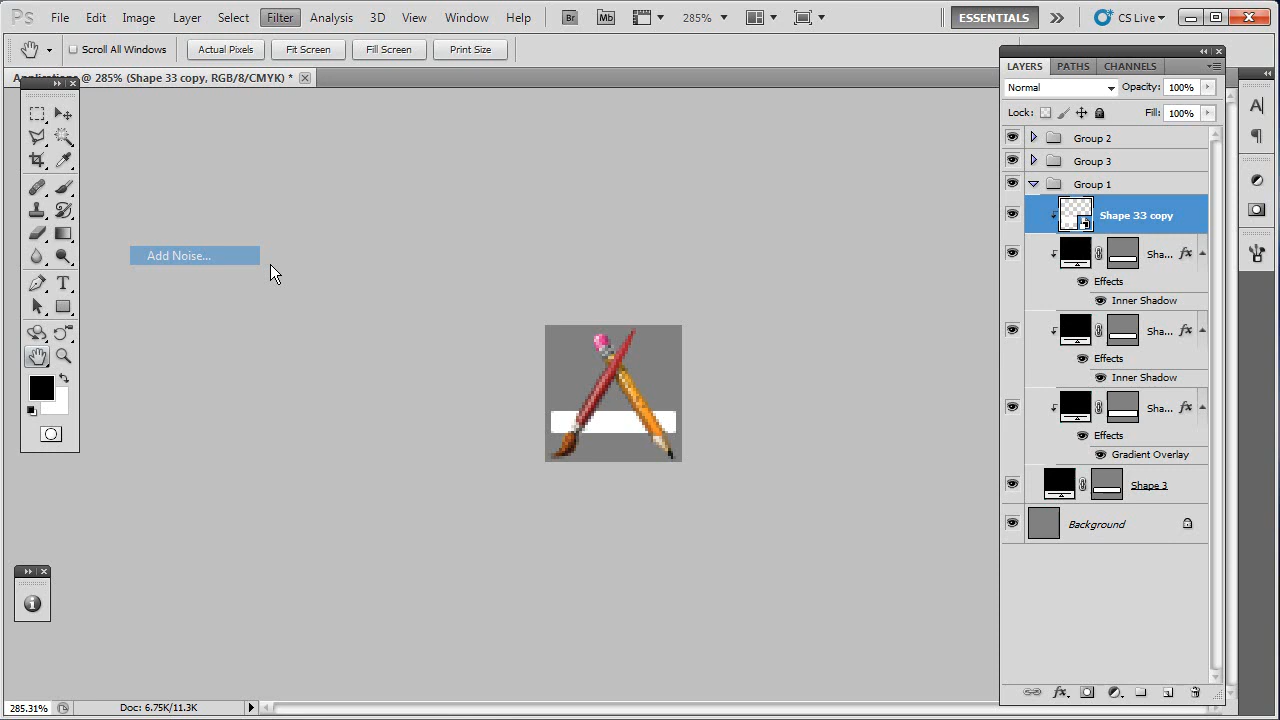 Ps File Edit Image Layer Select Filter Analysis 3D View Window Help Br Mb 285% ESSENTIALS CS Live
Scroll All Windows Actual Pixels Fit Screen Fill Screen Print Size
@ 285% (Shape 33 copy, RGB/8/CMYK) *
LAYERS PATHS CHANNELS
Normal Opacity: 100%
Lock: Fill: 100%
Group 2
Group 3
Group 1
Shape 33 copy
Sha... fx
Effects
Inner Shadow
Sha... fx
Effects
Inner Shadow
Sha... fx
Effects
Gradient Overlay
Shape 3
Background
Add Noise...
285.31% Doc: 6.75K/11.3K